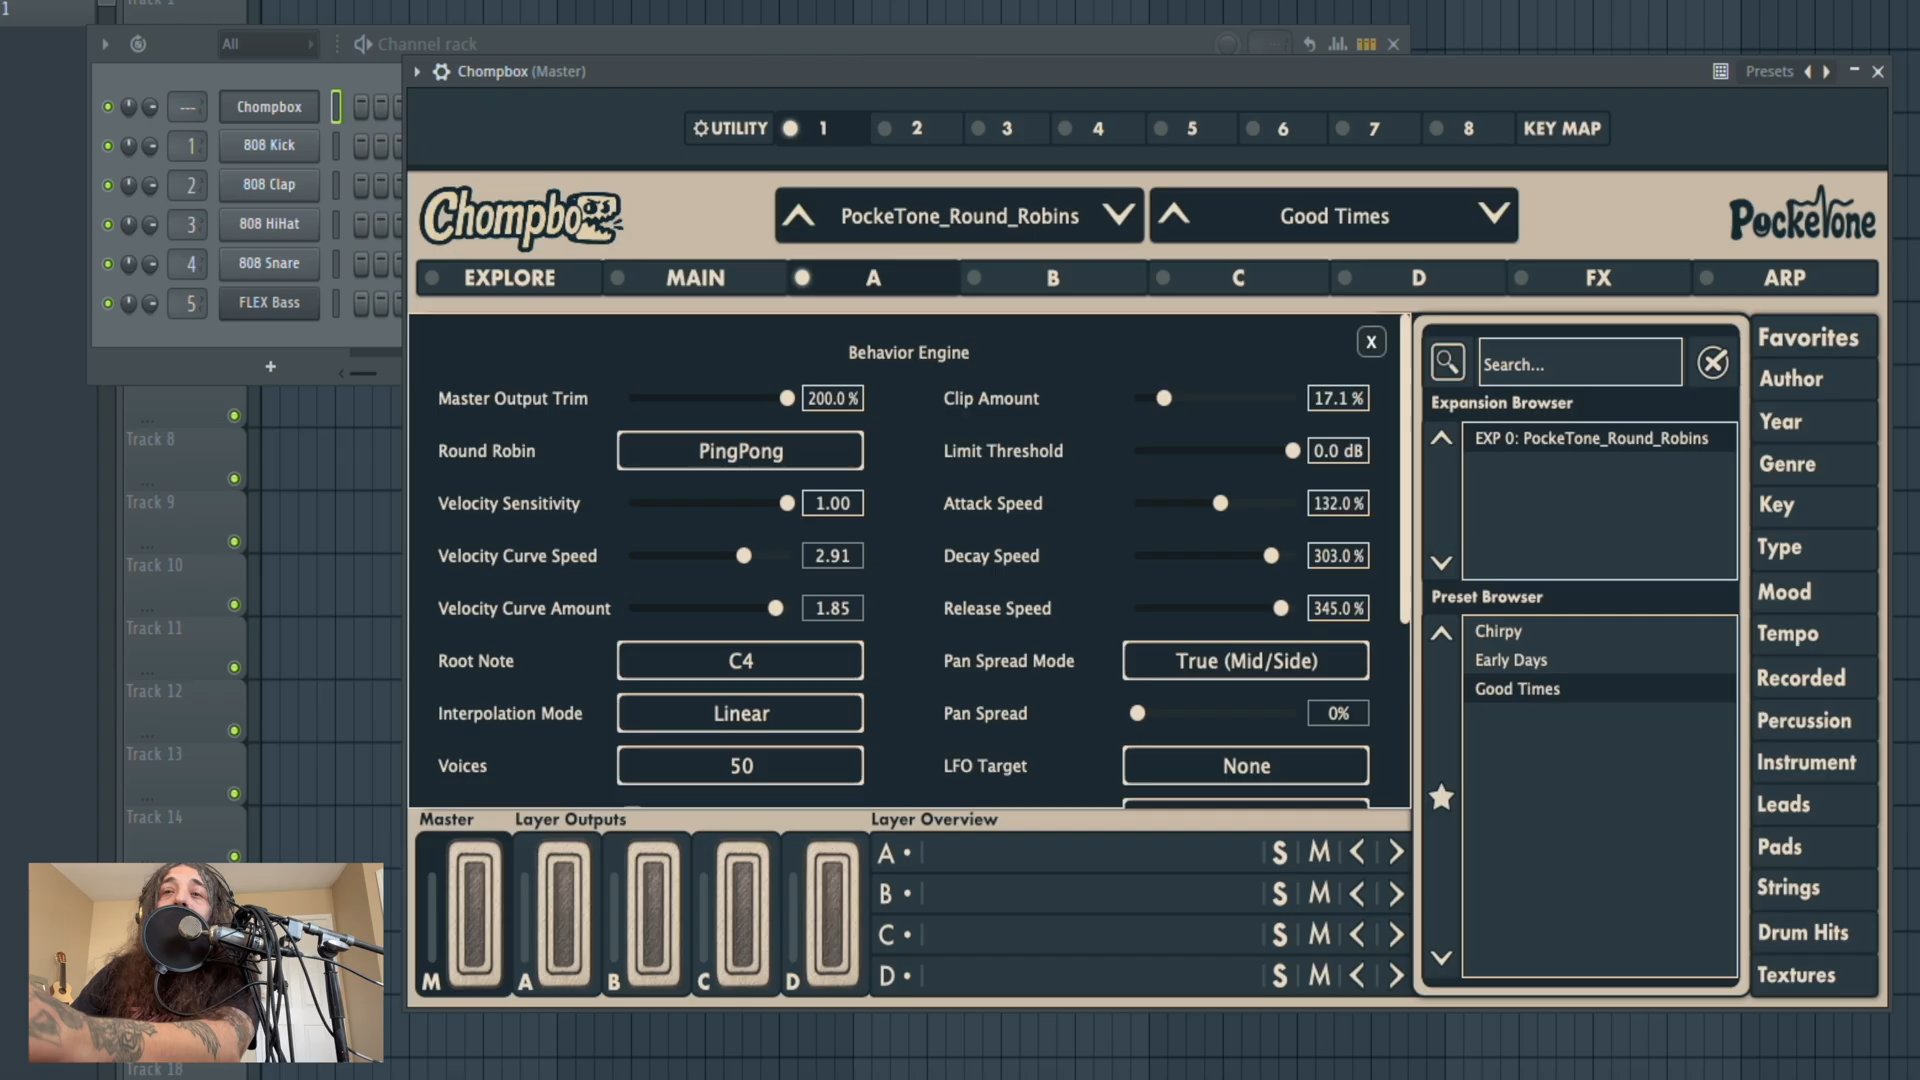 1
Track 1
All
Channel rack
Chompbox (Master)
Presets
--- Chompbox
1 808 Kick
2 808 Clap
3 808 HiHat
4 808 Snare
5 FLEX Bass
+
UTILITY 1 2 3 4 5 6 7 8 KEY MAP
Chompbox
PockeTone_Round_Robins
Good Times
PockeTone
EXPLORE MAIN A B C D FX ARP
Behavior Engine
X
Master Output Trim 200.0 %
Clip Amount 17.1 %
Round Robin PingPong
Limit Threshold 0.0 dB
Velocity Sensitivity 1.00
Attack Speed 132.0 %
Velocity Curve Speed 2.91
Decay Speed 303.0 %
Velocity Curve Amount 1.85
Release Speed 345.0 %
Root Note C4
Pan Spread Mode True (Mid/Side)
Interpolation Mode Linear
Pan Spread 0%
Voices 50
LFO Target None
Search...
Expansion Browser
EXP 0: PockeTone_Round_Robins
Preset Browser
Chirpy
Early Days
Good Times
Favorites
Author
Year
Genre
Key
Type
Mood
Tempo
Recorded
Percussion
Instrument
Leads
Pads
Strings
Drum Hits
Textures
Master
Layer Outputs
Layer Overview
M A B C D
A S M < >
B S M < >
C S M < >
D S M < >
Track 8
Track 9
Track 10
Track 11
Track 12
Track 13
Track 14
Track 18